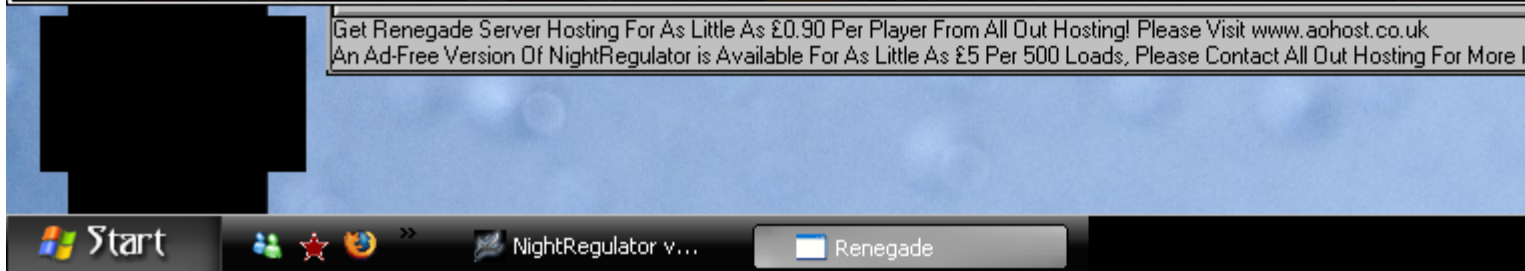 Get Renegade Server Hosting For As Little As £0.90 Per Player From All Out Hosting! Please Visit www.aohost.co.uk
An Ad-Free Version Of NightRegulator is Available For As Little As £5 Per 500 Loads, Please Contact All Out Hosting For More
Start » NightRegulator v... Renegade